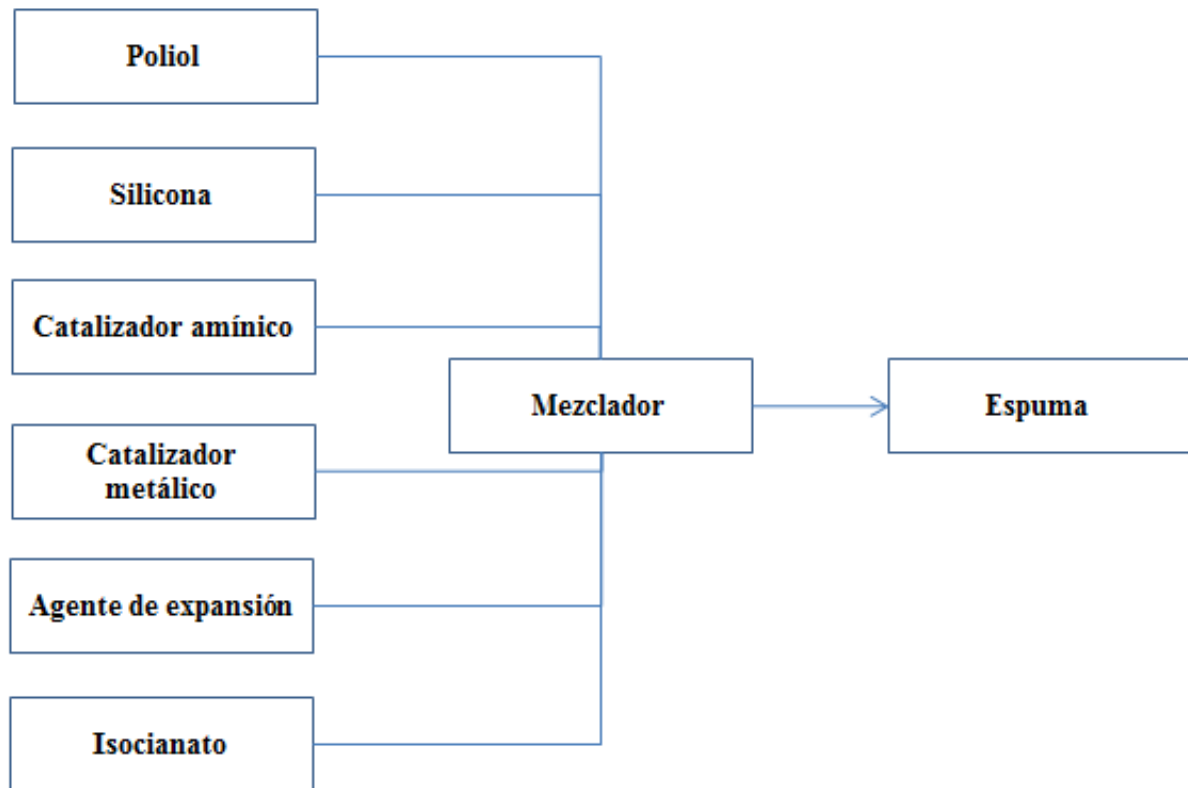 Poliol
Silicona
Catalizador amínico
Catalizador
metálico
Agente de expansión
Isocianato
Mezclador
Espuma